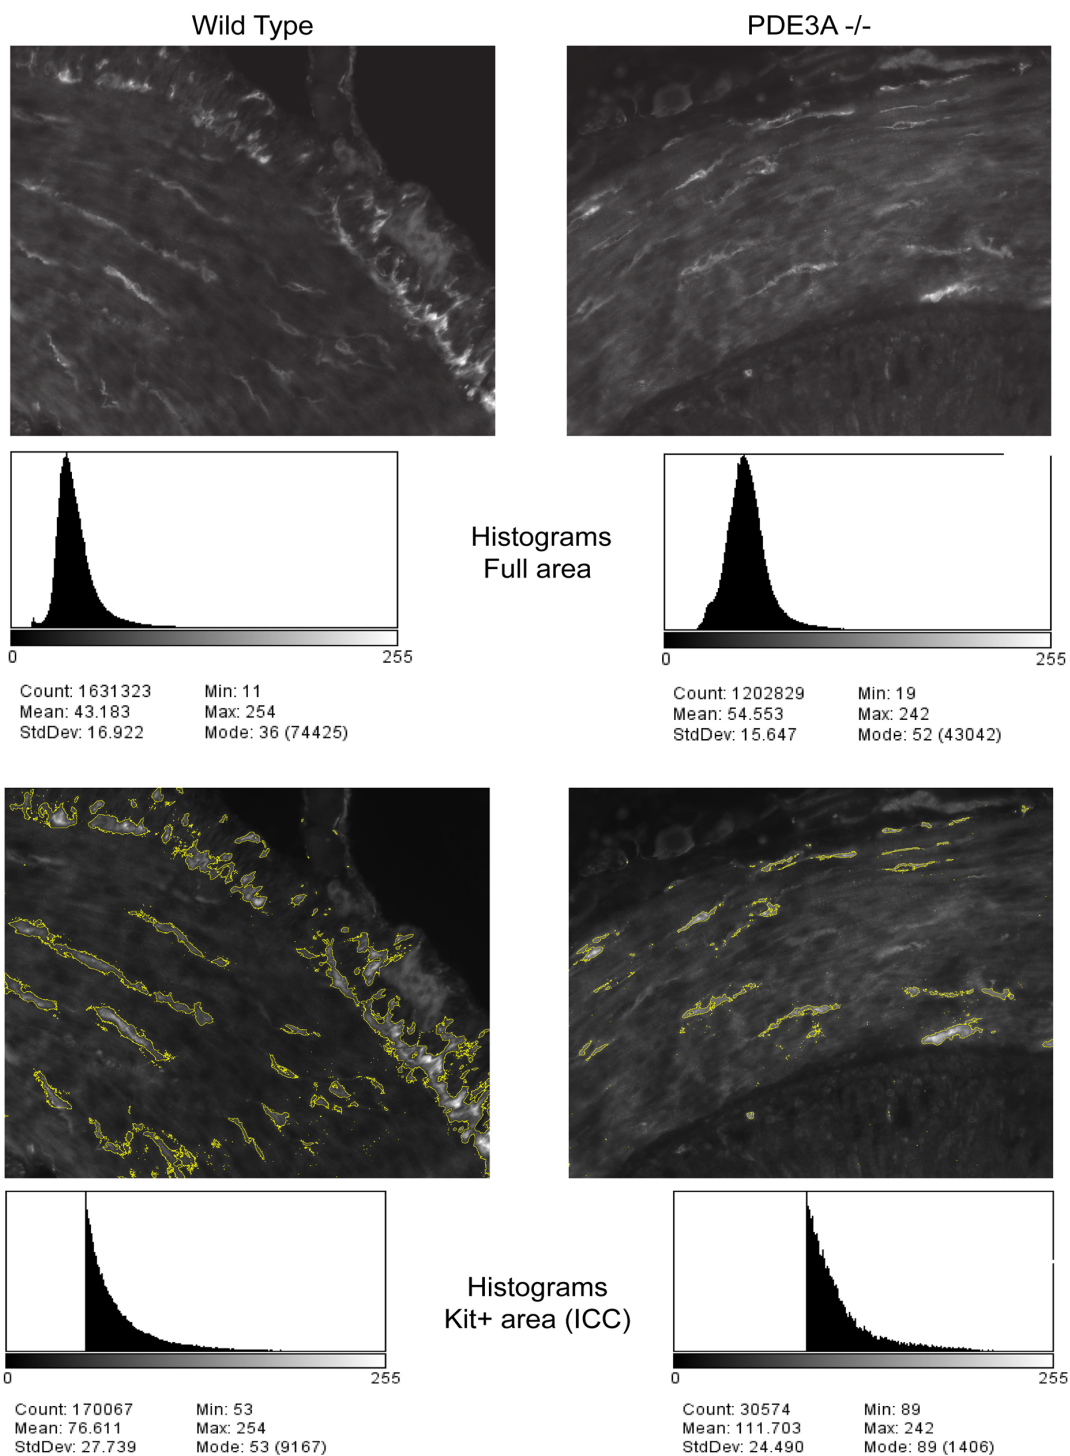 Wild Type
PDE3A -/-
Histograms
Full area
0
255
0
255
Count: 1631323 Min: 11
Mean: 43.183 Max: 254
StdDev: 16.922 Mode: 36 (74425)
Count: 1202829 Min: 19
Mean: 54.553 Max: 242
StdDev: 15.647 Mode: 52 (43042)
Histograms
Kit+ area (ICC)
0
255
0
255
Count: 170067 Min: 53
Mean: 76.611 Max: 254
StdDev: 27.739 Mode: 53 (9167)
Count: 30574 Min: 89
Mean: 111.703 Max: 242
StdDev: 24.490 Mode: 89 (1406)